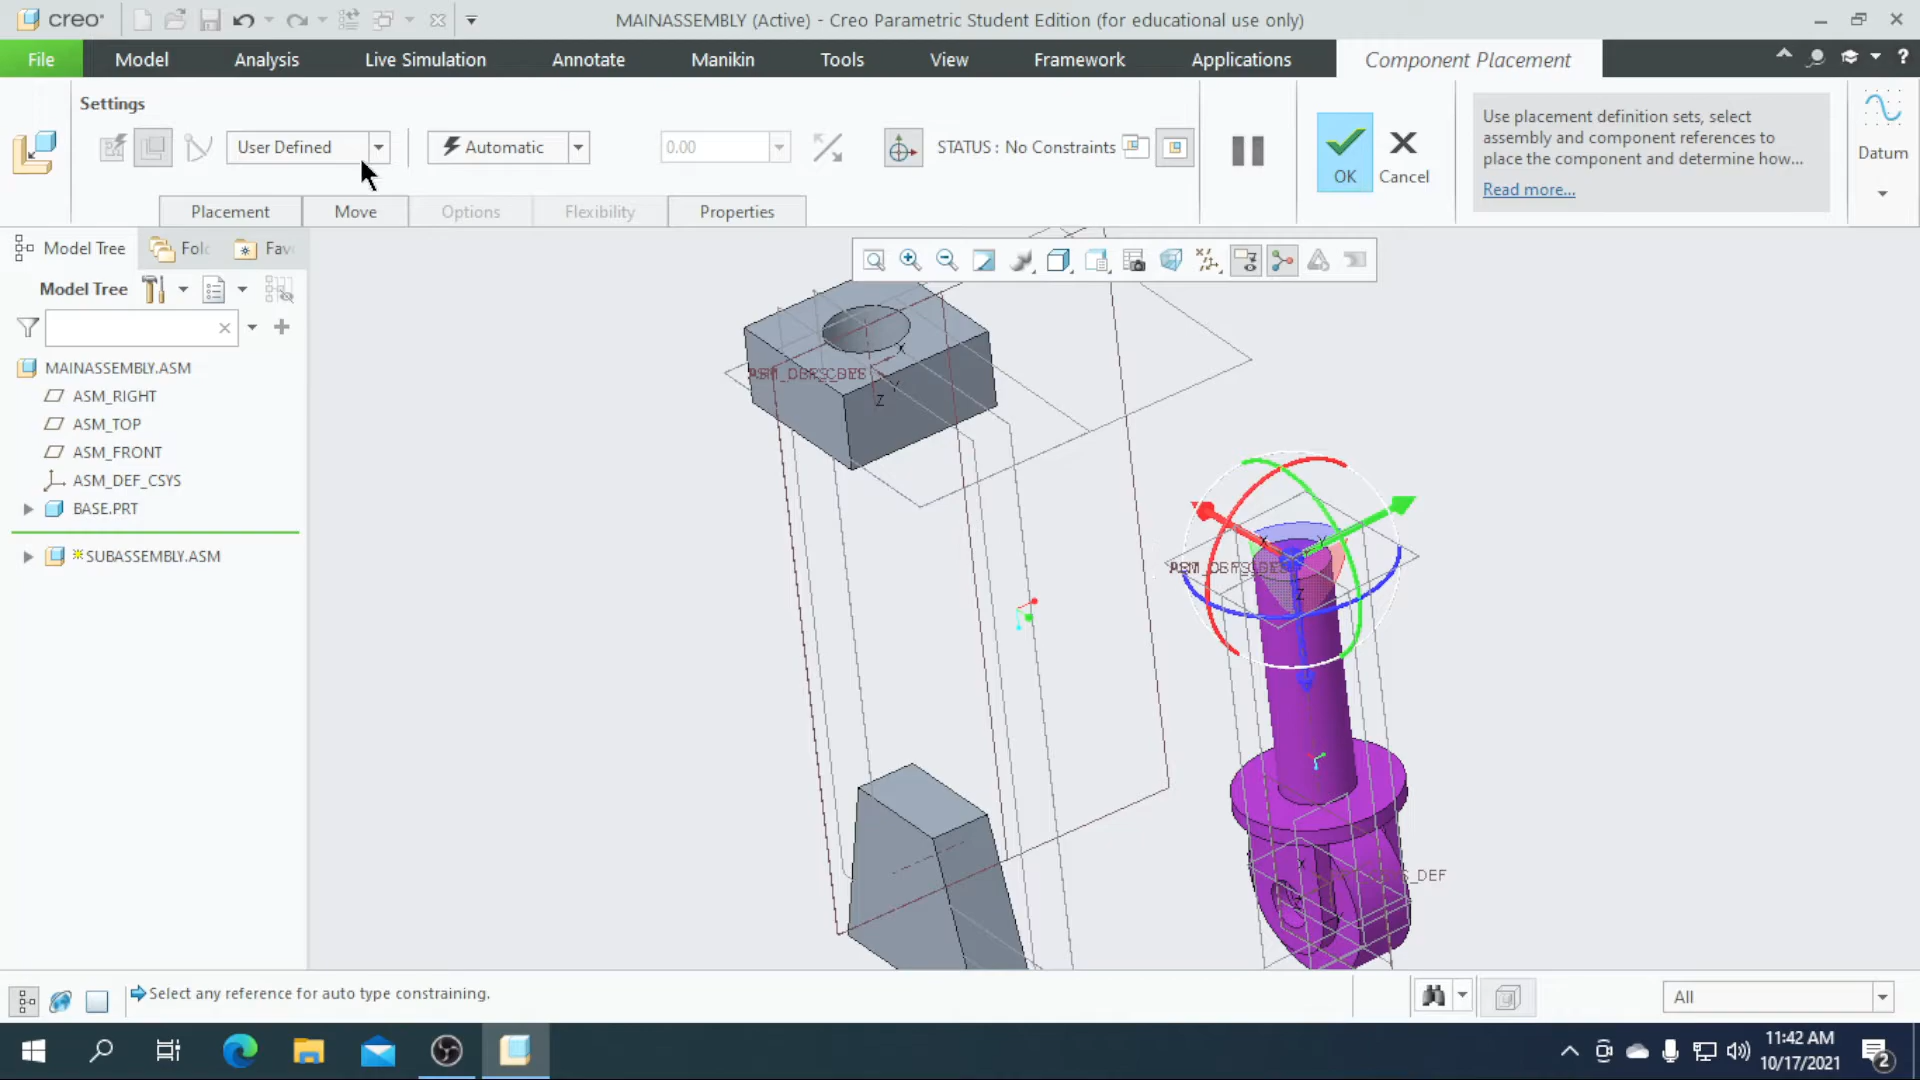 creo
MAINASSEMBLY (Active) - Creo Parametric Student Edition (for educational use only)
File Model Analysis Live Simulation Annotate Manikin Tools View Framework Applications Component Placement
Settings
User Defined
Automatic
0.00
STATUS : No Constraints
OK
Cancel
Use placement definition sets, select
assembly and component references to
place the component and determine how...
Read more...
Datum
Placement Move Options Flexibility Properties
Model Tree Fol Fav
Model Tree
MAINASSEMBLY.ASM
ASM_RIGHT
ASM_TOP
ASM_FRONT
ASM_DEF_CSYS
BASE.PRT
SUBASSEMBLY.ASM
X
Y
Z
X
Y
Z
X
_DEF
Select any reference for auto type constraining.
All
11:42 AM
10/17/2021
2